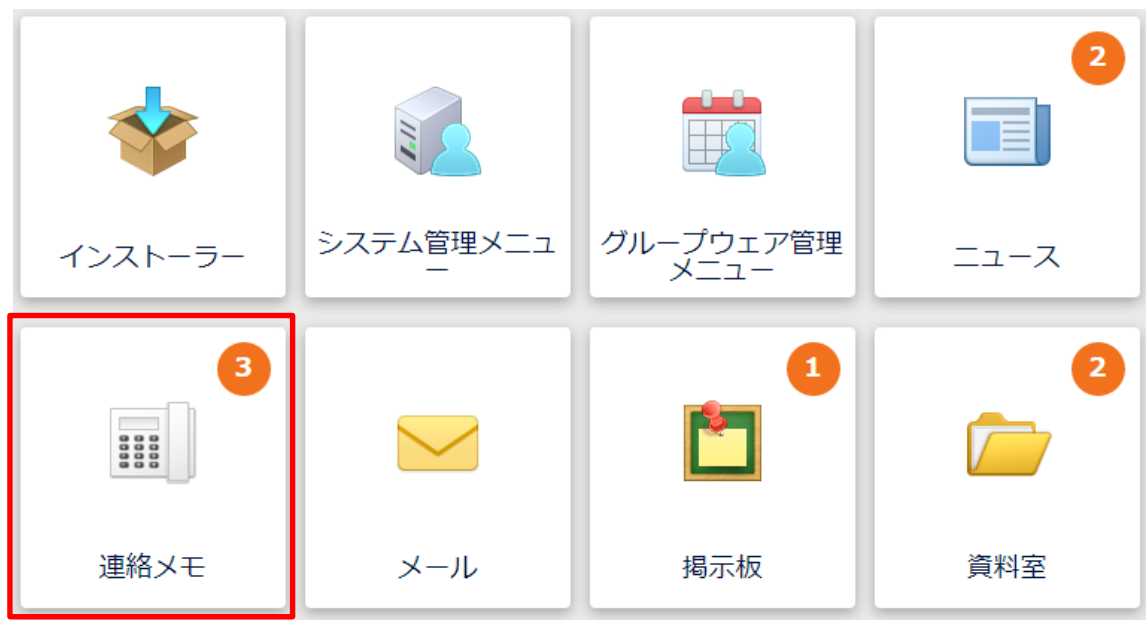 インストーラー
システム管理メニュ
ー
グループウェア管理
メニュー
2
ニュース
3
連絡メモ
メール
1
掲示板
2
資料室